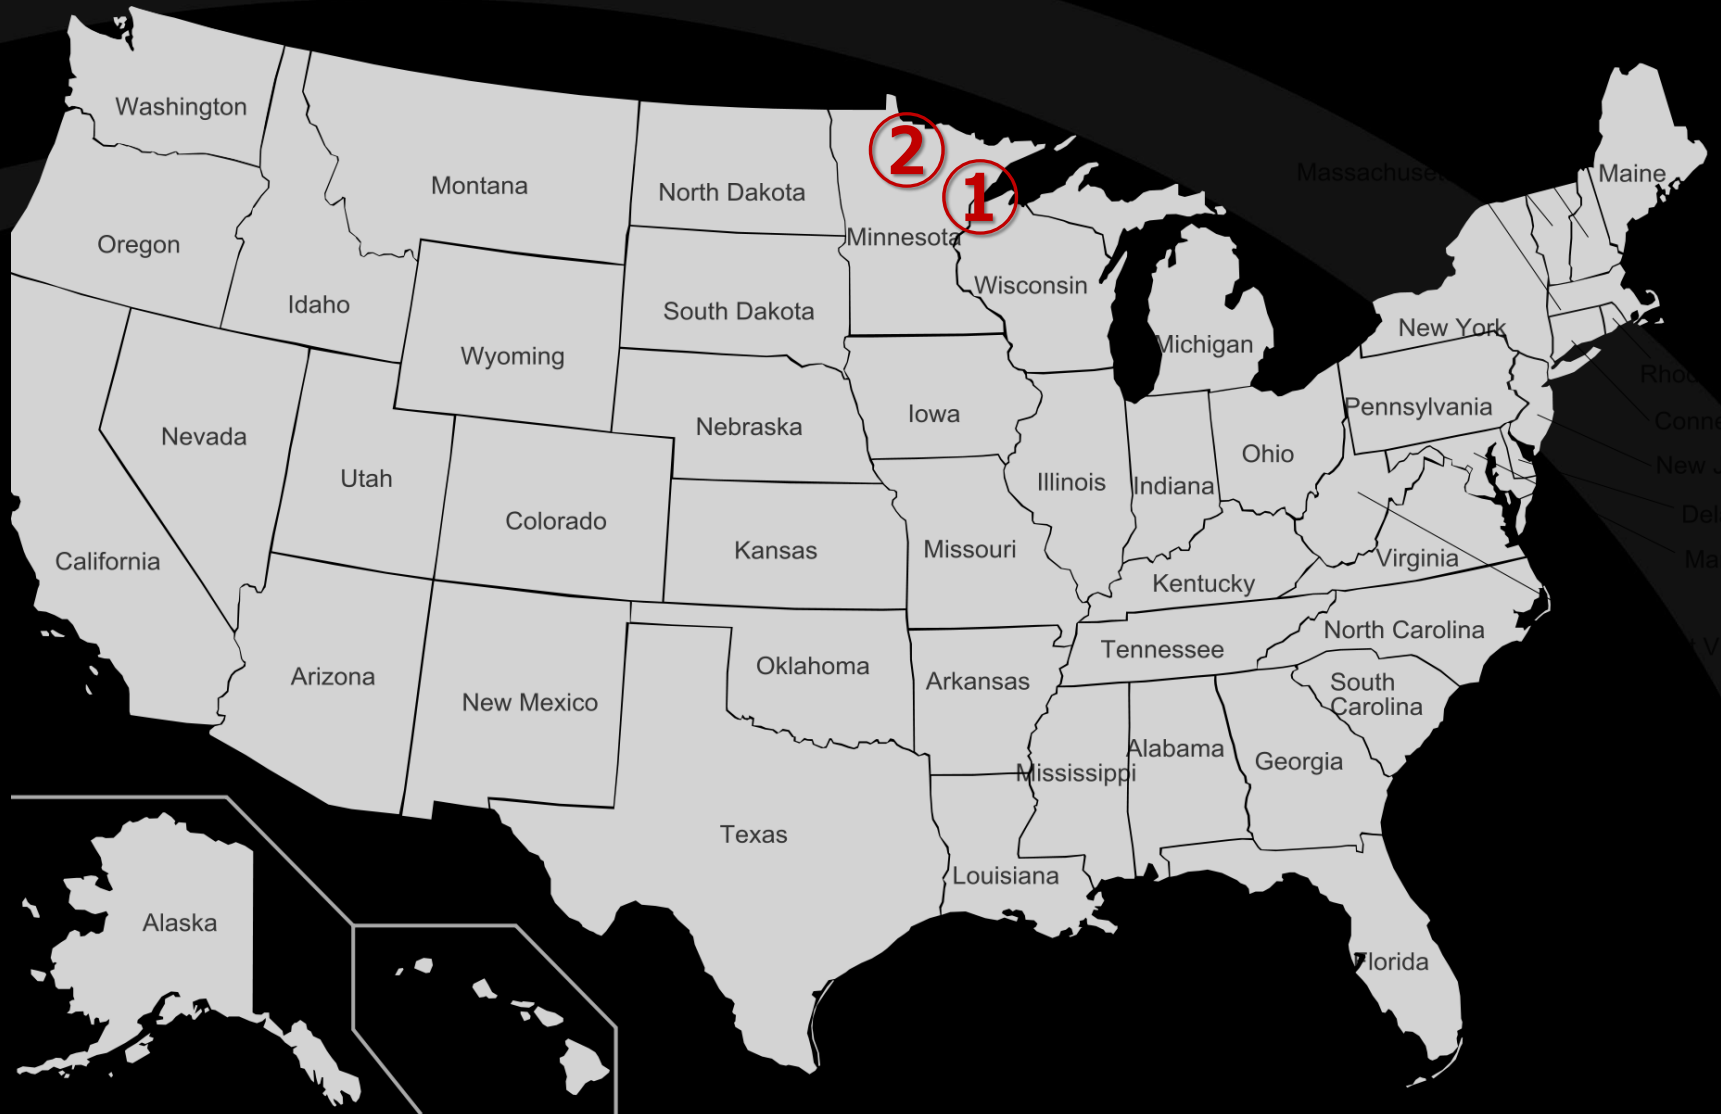 Washington
Montana
North Dakota
2
1
Minnesota
Maine
Oregon
Idaho
Wyoming
South Dakota
Wisconsin
Michigan
New York
Nevada
Utah
Colorado
Nebraska
Iowa
Illinois
Indiana
Ohio
Pennsylvania
California
Kansas
Missouri
Kentucky
Virginia
Arizona
New Mexico
Oklahoma
Arkansas
Tennessee
North Carolina
South
Carolina
Texas
Louisiana
Mississippi
Alabama
Georgia
Florida
Alaska
New